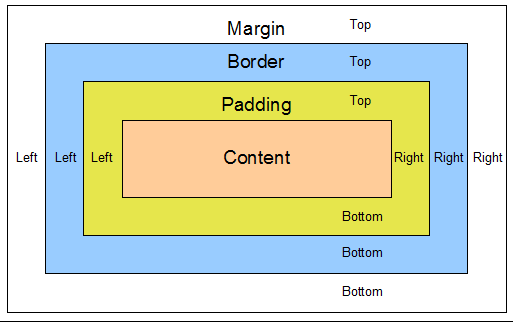 Margin Top
Border Top
Padding Top
Left Left Left Content Right Right Right
Bottom
Bottom
Bottom